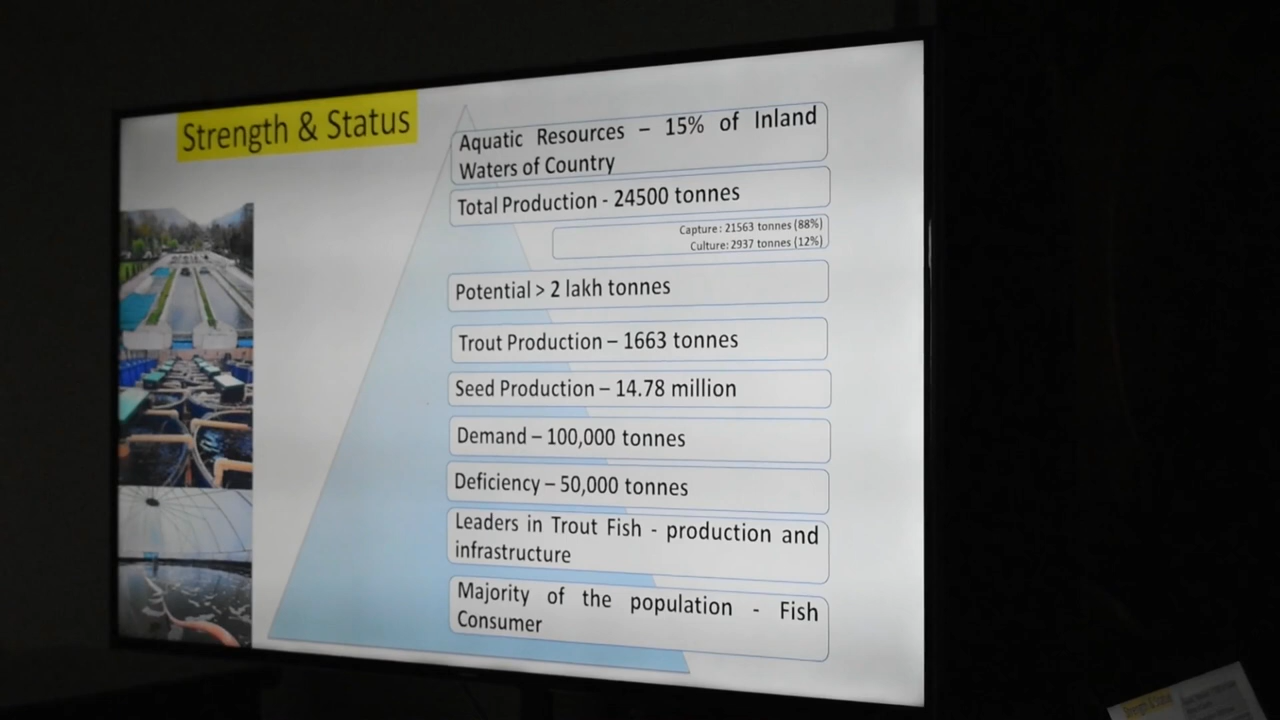 Strength & Status
Aquatic Resources – 15% of Inland
Waters of Country
Total Production - 24500 tonnes
Capture : 21563 tonnes (88%)
Culture: 2937 tonnes (12%)
Potential > 2 lakh tonnes
Trout Production – 1663 tonnes
Seed Production – 14.78 million
Demand – 100,000 tonnes
Deficiency – 50,000 tonnes
Leaders in Trout Fish - production and
infrastructure
Majority of the population - Fish
Consumer
Strength & Status